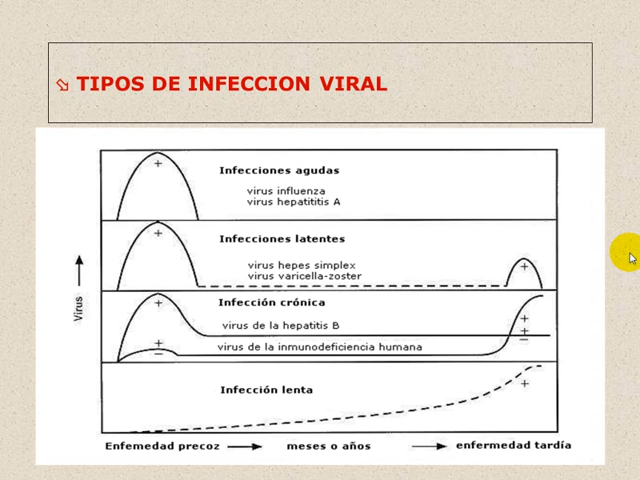 TIPOS DE INFECCION VIRAL
Infecciones agudas
virus influenza
virus hepatititis A
Infecciones latentes
virus hepes simplex
virus varicella-zoster
Infección crónica
virus de la hepatitis B
virus de la inmunodeficiencia humana
Infección lenta
Virus
+
+
+
+
+
−
+
+
−
+
Enfemedad precoz
meses o años
enfermedad tardía